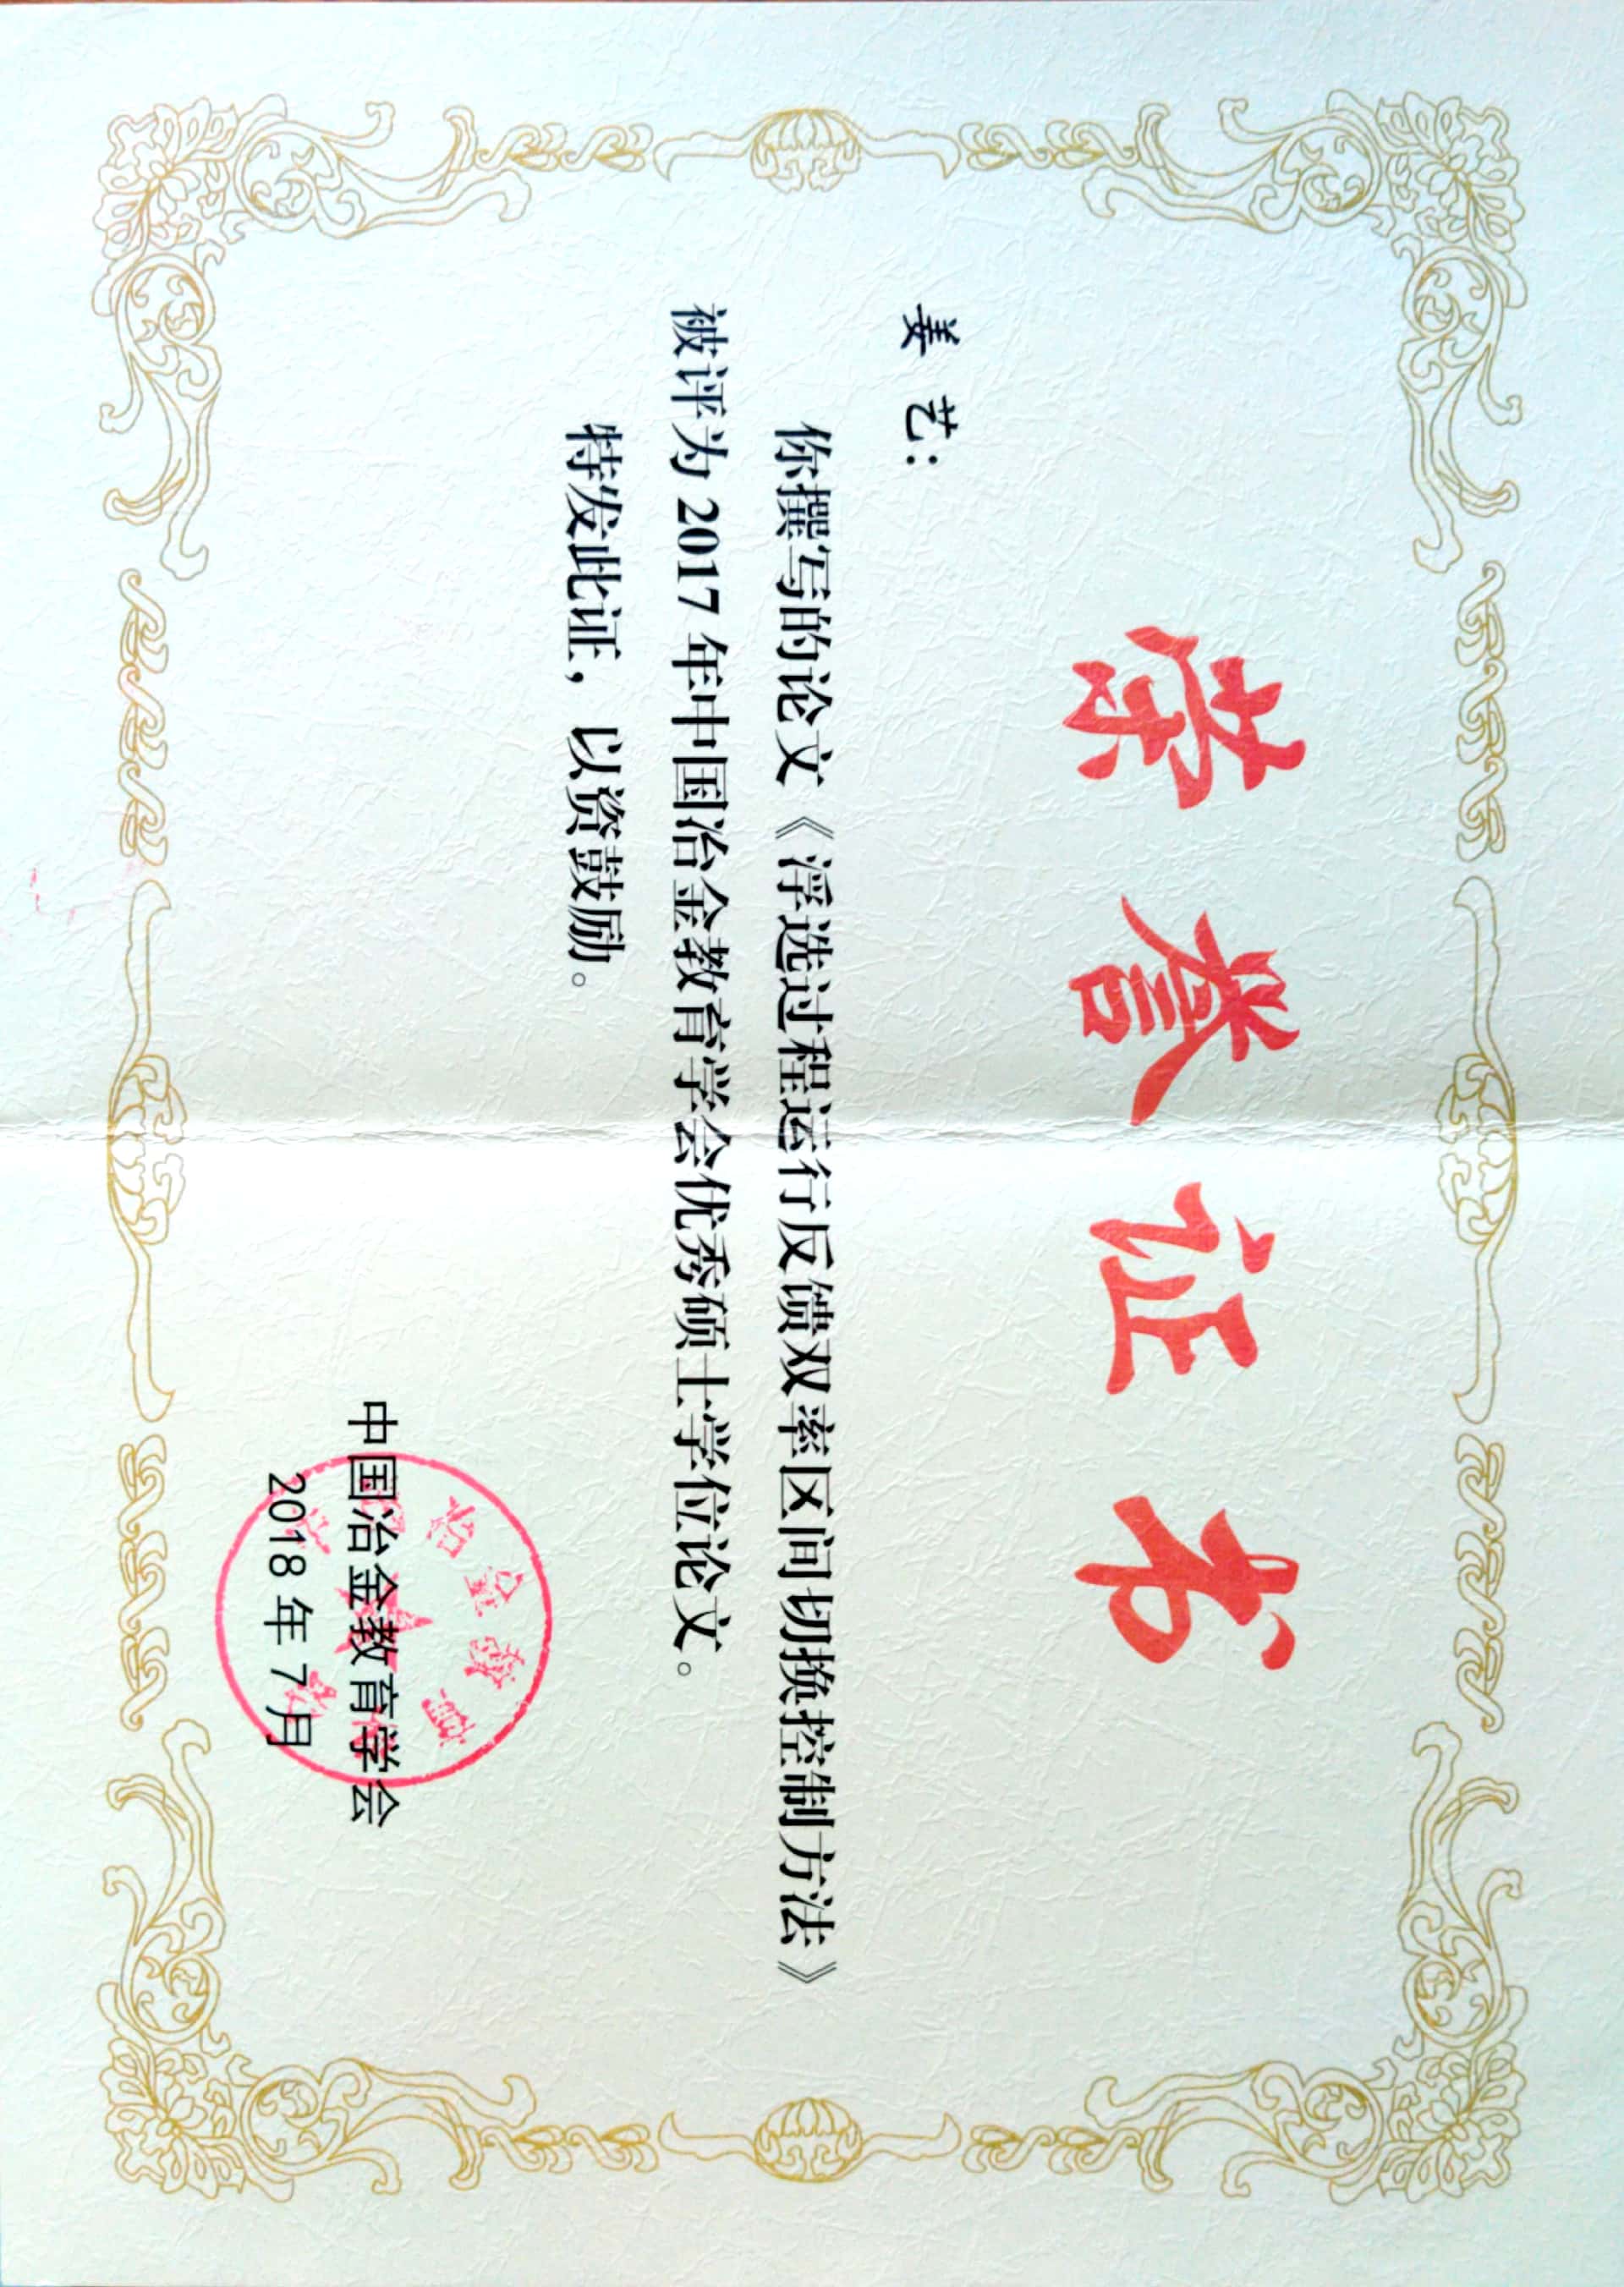 荣誉证书
姜 艺：
你撰写的论文《浮选过程运行反馈双率区间切换控制方法》
被评为 2017 年中国冶金教育学会优秀硕士学位论文。
特发此证，以资鼓励。
冶金教育
中国冶金教育学会
2018 年 7 月